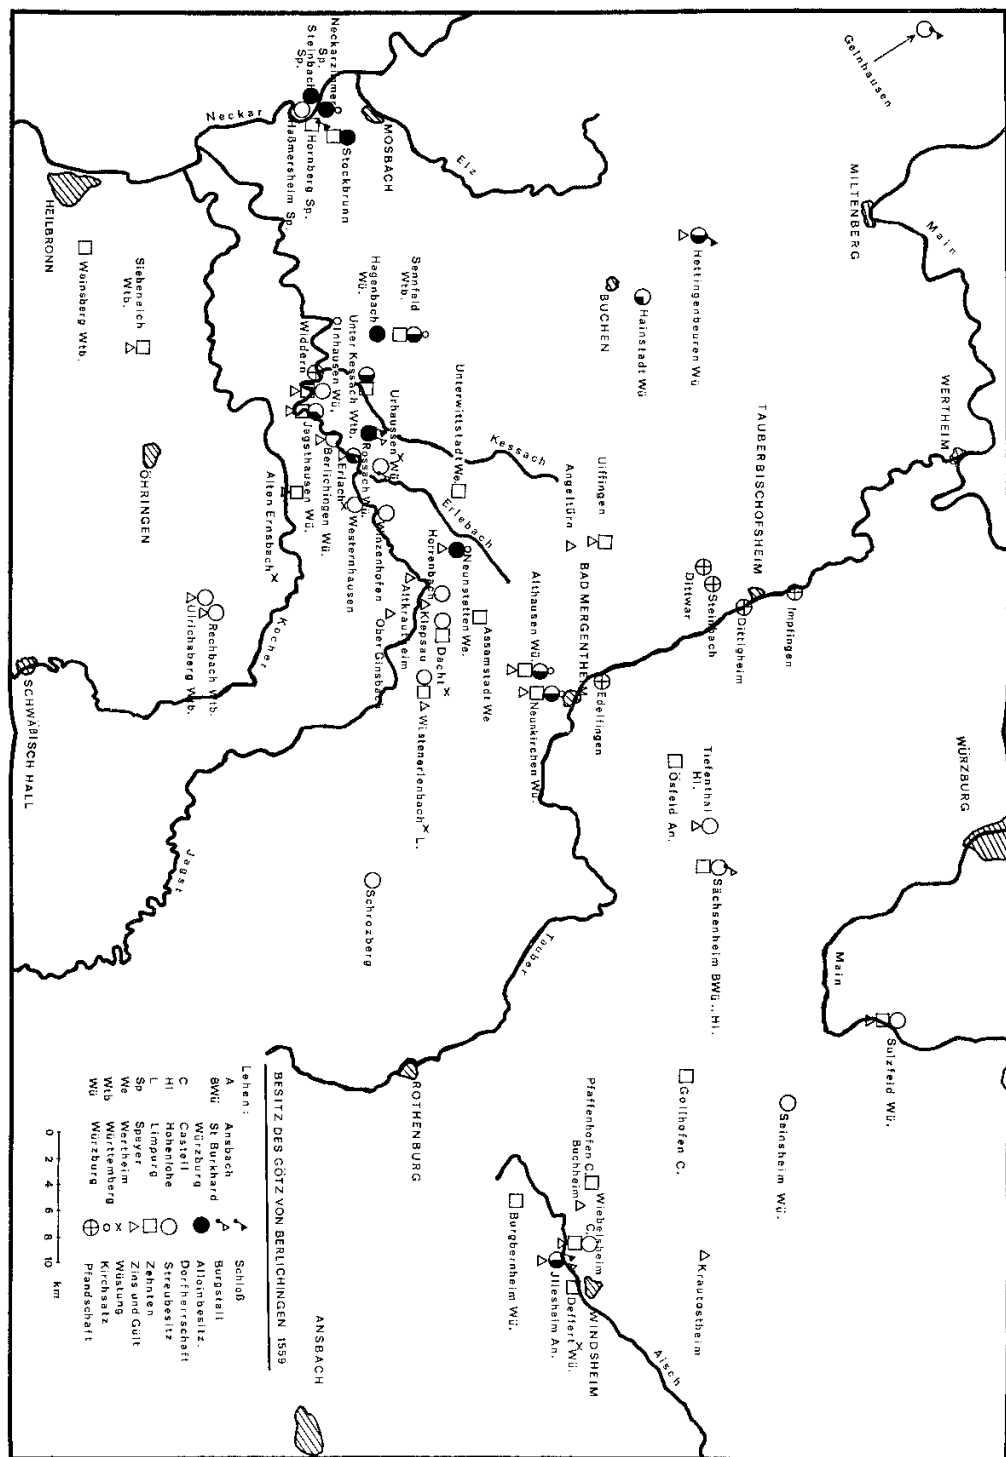 Gelnhausen
MILTENBERG
Main
WERTHEIM
WÜRZBURG
Neckarzimmern
Sp.
Steinbach
Sp.
Neckar
Haßmersheim Sp.
Hornberg Sp.
Stockbrunn
MOSBACH
Elz
HEILBRONN
Wainsberg Wtb.
Siebeneich
Wtb.
Hettingenbeuren Wü
Hainstadt Wü
BUCHEN
Sennfeld
Wtb.
Hagenbach
Wü.
Unter Kessach Wtb.
Olnhausen Wü.
Widdern
Jagsthausen Wü.
Berlichingen Wü.
Erlach
Rossach Wü.
Urhaussen
Wü.
Unterwittstadt We
Kessach
Westernhausen
Winzenhofen
Erlebach
Angeltürn
Uiffingen
TAUBERBISCHOFSHEIM
Impfingen
Dittigheim
Steinbach
Dittwar
BAD MERGENTHEIM
Edelfingen
Althausen Wü.
Neunkirchen Wü.
Neunstetten We.
Horrenbach
Assamstadt We
Dacht
Klepsau
Altkrautheim
Ober Ginsbach
Wüstenerlenbach L.
ÖHRINGEN
Alten Ernsbach
Kocher
Rechbach Wtb.
Ulrichsberg Wtb.
SCHWÄBISCH HALL
Jagst
Schrozberg
Tauber
Tiefenthal
Hl.
Ösfeld An.
Sächsenheim BWü., Hl.
Main
Sulzfeld Wü.
Seinsheim Wü.
Gollhofen C.
ROTHENBURG
Pfaffenhofen C.
Buchheim
Wiebelsheim
C.
WINDSHEIM
Deffert Wü.
Jllesheim An.
Burgbernheim Wü.
Krautostheim
Aisch
ANSBACH
BESITZ DES GÖTZ VON BERLICHINGEN 1559
Lehen:
A Ansbach
BWü St Burkhard
Würzburg
C Castell
Hl Hohenlohe
L Limpurg
Sp Speyer
We Wertheim
Wtb Württemberg
Wü Würzburg
Schloß
Burgstall
Alloinbesitz.
Dorfherrschaft
Streubesitz
Zehnten
Zins und Gült
Wüstung
Kirchsatz
Pfandschaft
0 2 4 6 8 10 km